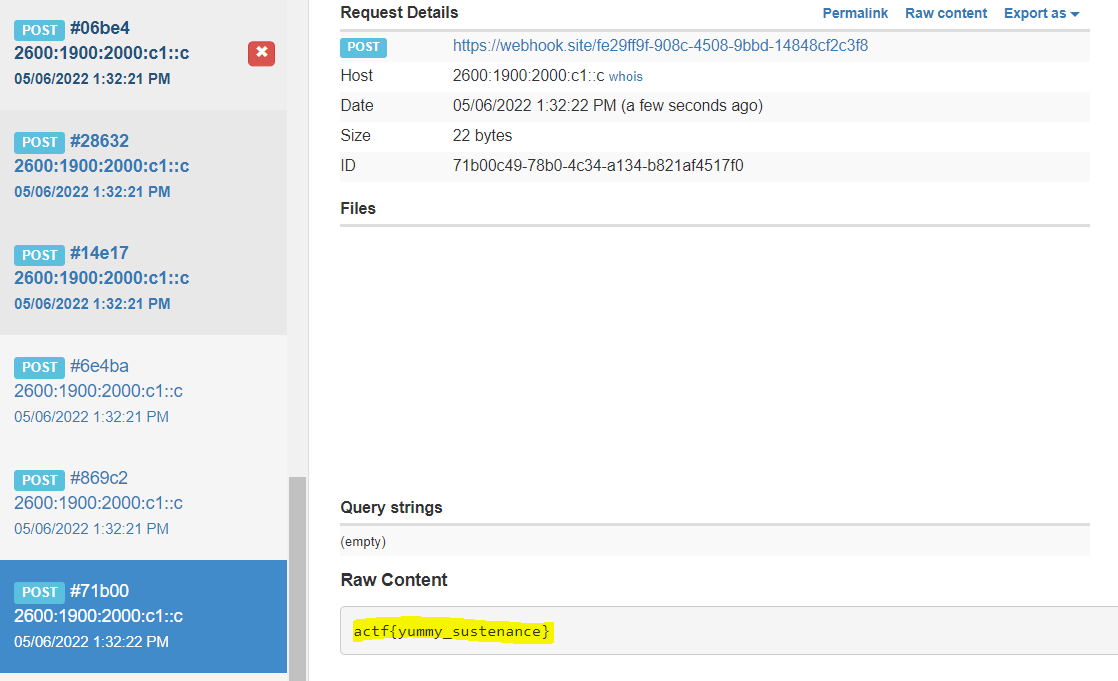 POST #06be4
2600:1900:2000:c1::c
05/06/2022 1:32:21 PM
POST #28632
2600:1900:2000:c1::c
05/06/2022 1:32:21 PM
POST #14e17
2600:1900:2000:c1::c
05/06/2022 1:32:21 PM
POST #6e4ba
2600:1900:2000:c1::c
05/06/2022 1:32:21 PM
POST #869c2
2600:1900:2000:c1::c
05/06/2022 1:32:21 PM
POST #71b00
2600:1900:2000:c1::c
05/06/2022 1:32:22 PM
Request Details Permalink Raw content Export as
POST https://webhook.site/fe29ff9f-908c-4508-9bbd-14848cf2c3f8
Host 2600:1900:2000:c1::c whois
Date 05/06/2022 1:32:22 PM (a few seconds ago)
Size 22 bytes
ID 71b00c49-78b0-4c34-a134-b821af4517f0
Files
Query strings
(empty)
Raw Content
actf{yummy_sustenance}